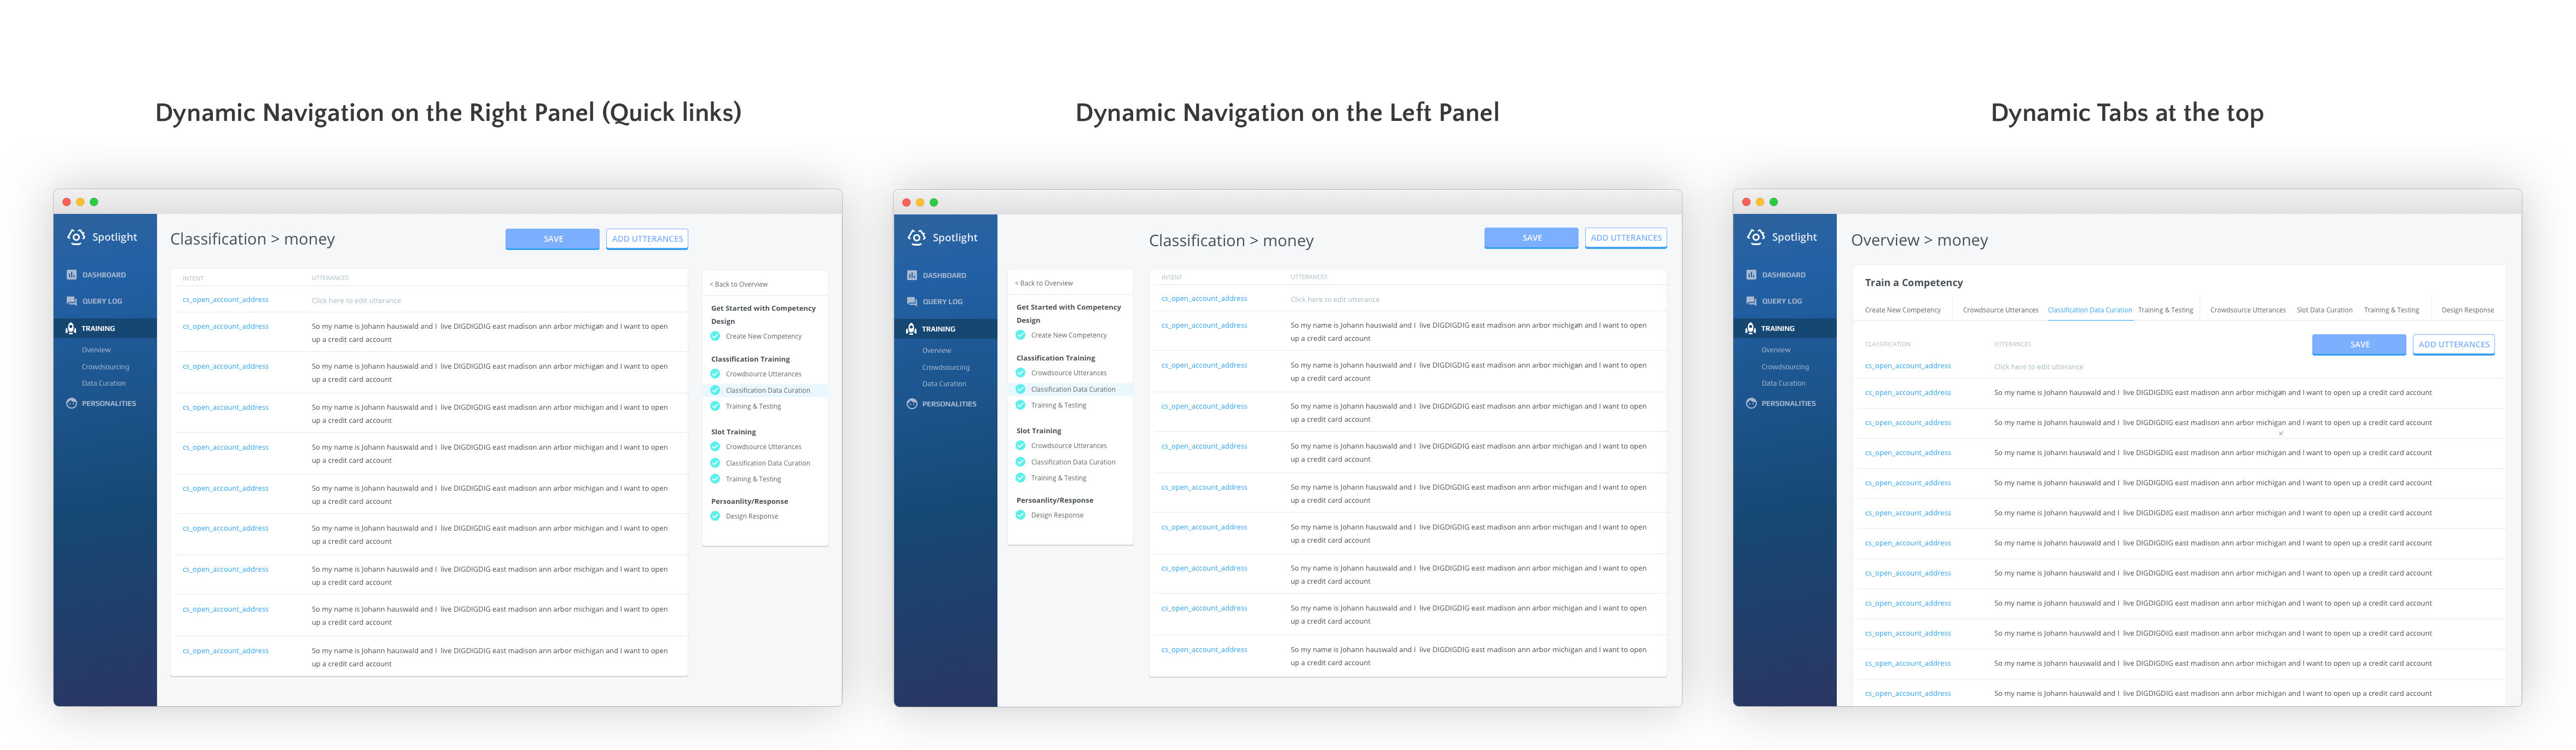 Dynamic Navigation on the Right Panel (Quick links)
Spotlight
DASHBOARD
QUERY LOG
TRAINING
Overview
Crowdsourcing
Data Curation
PERSONALITIES
Classification > money
SAVE
ADD UTTERANCES
INTENT UTTERANCES
cs_open_account_address Click here to edit utterance
cs_open_account_address So my name is Johann hauswald and I live DIGDIGDIG east madison ann arbor michigan and I want to open
up a credit card account
cs_open_account_address So my name is Johann hauswald and I live DIGDIGDIG east madison ann arbor michigan and I want to open
up a credit card account
cs_open_account_address So my name is Johann hauswald and I live DIGDIGDIG east madison ann arbor michigan and I want to open
up a credit card account
cs_open_account_address So my name is Johann hauswald and I live DIGDIGDIG east madison ann arbor michigan and I want to open
up a credit card account
cs_open_account_address So my name is Johann hauswald and I live DIGDIGDIG east madison ann arbor michigan and I want to open
up a credit card account
cs_open_account_address So my name is Johann hauswald and I live DIGDIGDIG east madison ann arbor michigan and I want to open
up a credit card account
cs_open_account_address So my name is Johann hauswald and I live DIGDIGDIG east madison ann arbor michigan and I want to open
up a credit card account
cs_open_account_address So my name is Johann hauswald and I live DIGDIGDIG east madison ann arbor michigan and I want to open
up a credit card account
cs_open_account_address So my name is Johann hauswald and I live DIGDIGDIG east madison ann arbor michigan and I want to open
up a credit card account
< Back to Overview
Get Started with Competency
Design
Create New Competency
Classification Training
Crowdsource Utterances
Classification Data Curation
Training & Testing
Slot Training
Crowdsource Utterances
Classification Data Curation
Training & Testing
Persoanlity/Response
Design Response
Dynamic Navigation on the Left Panel
Spotlight
DASHBOARD
QUERY LOG
TRAINING
Overview
Crowdsourcing
Data Curation
PERSONALITIES
< Back to Overview
Get Started with Competency
Design
Create New Competency
Classification Training
Crowdsource Utterances
Classification Data Curation
Training & Testing
Slot Training
Crowdsource Utterances
Classification Data Curation
Training & Testing
Persoanlity/Response
Design Response
Classification > money
SAVE
ADD UTTERANCES
INTENT UTTERANCES
cs_open_account_address Click here to edit utterance
cs_open_account_address So my name is Johann hauswald and I live DIGDIGDIG east madison ann arbor michigan and I want to open
up a credit card account
cs_open_account_address So my name is Johann hauswald and I live DIGDIGDIG east madison ann arbor michigan and I want to open
up a credit card account
cs_open_account_address So my name is Johann hauswald and I live DIGDIGDIG east madison ann arbor michigan and I want to open
up a credit card account
cs_open_account_address So my name is Johann hauswald and I live DIGDIGDIG east madison ann arbor michigan and I want to open
up a credit card account
cs_open_account_address So my name is Johann hauswald and I live DIGDIGDIG east madison ann arbor michigan and I want to open
up a credit card account
cs_open_account_address So my name is Johann hauswald and I live DIGDIGDIG east madison ann arbor michigan and I want to open
up a credit card account
cs_open_account_address So my name is Johann hauswald and I live DIGDIGDIG east madison ann arbor michigan and I want to open
up a credit card account
cs_open_account_address So my name is Johann hauswald and I live DIGDIGDIG east madison ann arbor michigan and I want to open
up a credit card account
cs_open_account_address So my name is Johann hauswald and I live DIGDIGDIG east madison ann arbor michigan and I want to open
up a credit card account
Dynamic Tabs at the top
Spotlight
DASHBOARD
QUERY LOG
TRAINING
Overview
Crowdsourcing
Data Curation
PERSONALITIES
Overview > money
Train a Competency
Create New Competency Crowdsource Utterances Classification Data Curation Training & Testing Crowdsource Utterances Slot Data Curation Training & Testing Design Response
CLASSIFICATION UTTERANCES SAVE ADD UTTERANCES
cs_open_account_address Click here to edit utterance
cs_open_account_address So my name is Johann hauswald and I live DIGDIGDIG east madison ann arbor michigan and I want to open up a credit card account
cs_open_account_address So my name is Johann hauswald and I live DIGDIGDIG east madison ann arbor michigan and I want to open up a credit card account
cs_open_account_address So my name is Johann hauswald and I live DIGDIGDIG east madison ann arbor michigan and I want to open up a credit card account
cs_open_account_address So my name is Johann hauswald and I live DIGDIGDIG east madison ann arbor michigan and I want to open up a credit card account
cs_open_account_address So my name is Johann hauswald and I live DIGDIGDIG east madison ann arbor michigan and I want to open up a credit card account
cs_open_account_address So my name is Johann hauswald and I live DIGDIGDIG east madison ann arbor michigan and I want to open up a credit card account
cs_open_account_address So my name is Johann hauswald and I live DIGDIGDIG east madison ann arbor michigan and I want to open up a credit card account
cs_open_account_address So my name is Johann hauswald and I live DIGDIGDIG east madison ann arbor michigan and I want to open up a credit card account
cs_open_account_address So my name is Johann hauswald and I live DIGDIGDIG east madison ann arbor michigan and I want to open up a credit card account
cs_open_account_address So my name is Johann hauswald and I live DIGDIGDIG east madison ann arbor michigan and I want to open up a credit card account
cs_open_account_address So my name is Johann hauswald and I live DIGDIGDIG east madison ann arbor michigan and I want to open up a credit card account